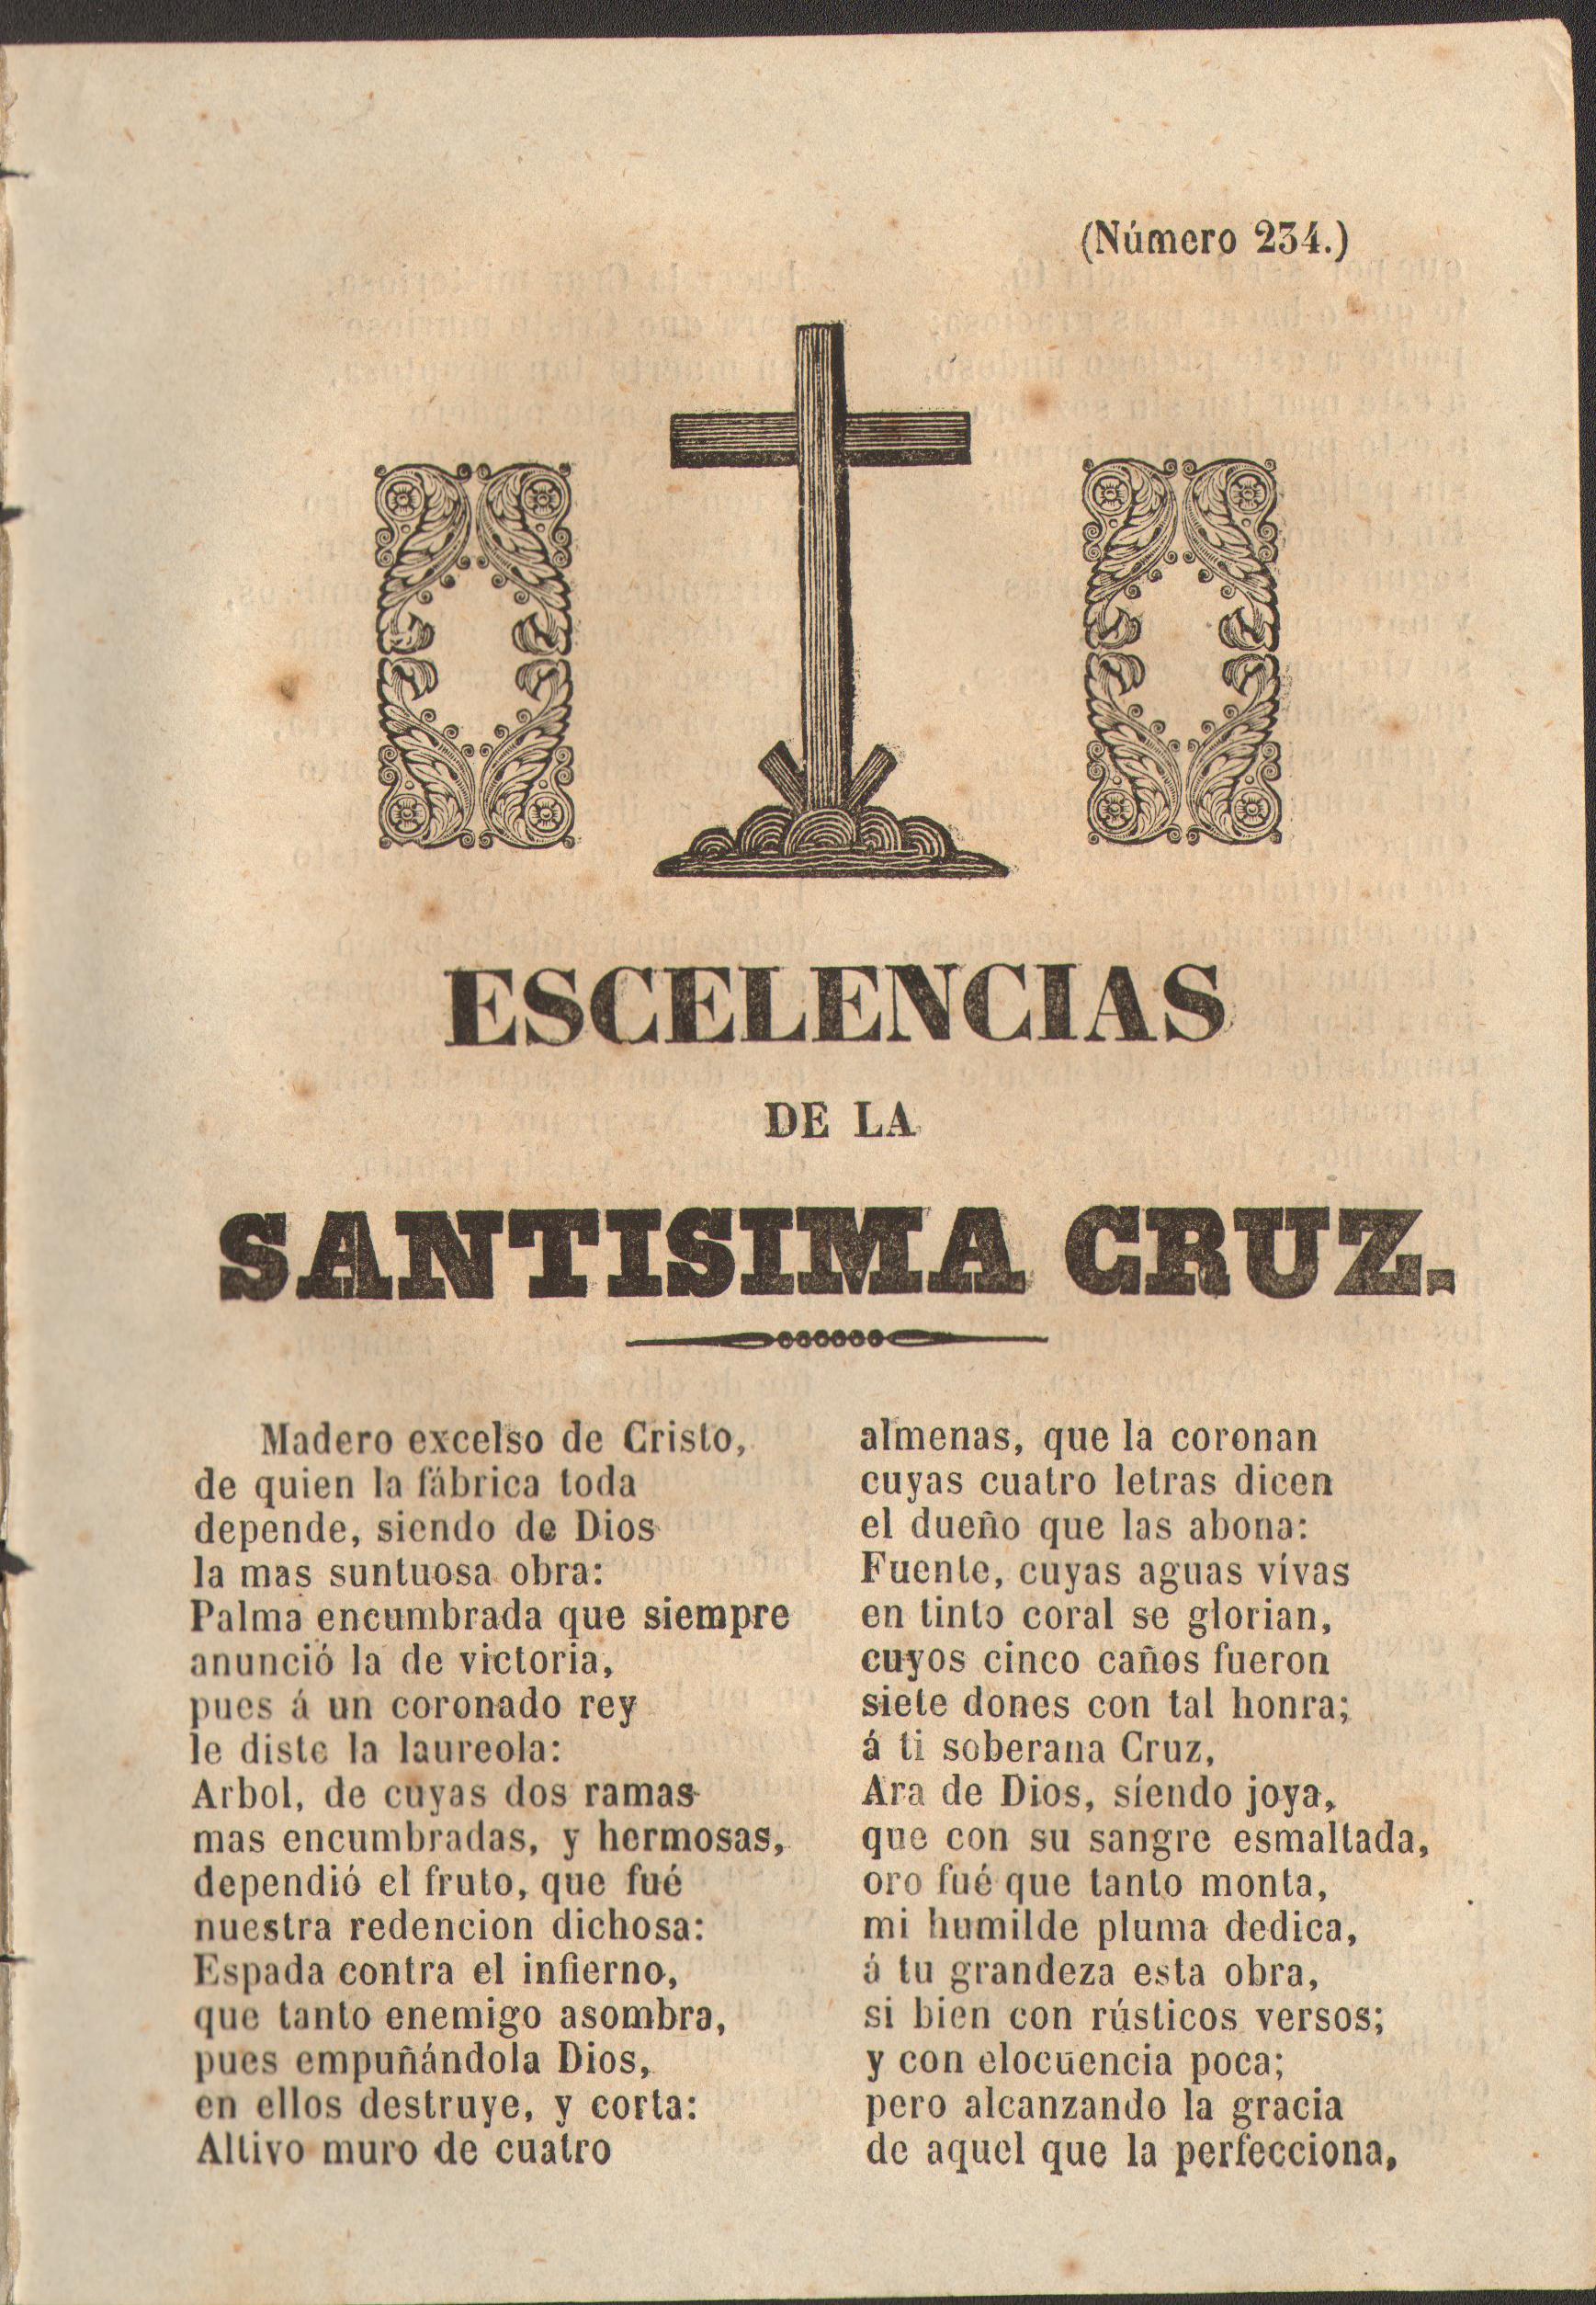 (Número 234.)
ESCELENCIAS
DE LA
SANTISIMA CRUZ.
Madero excelso de Cristo,
de quien la fábrica toda
depende, siendo de Dios
la mas suntuosa obra:
Palma encumbrada que siempre
anunció la de victoria,
pues á un coronado rey
le diste la laureola:
Arbol, de cuyas dos ramas
mas encumbradas, y hermosas,
dependió el fruto, que fué
nuestra redencion dichosa:
Espada contra el infierno,
que tanto enemigo asombra,
pues empuñándola Dios,
en ellos destruye, y corta:
Altivo muro de cuatro
almenas, que la coronan
cuyas cuatro letras dicen
el dueño que las abona:
Fuente, cuyas aguas vívas
en tinto coral se glorian,
cuyos cinco caños fueron
siete dones con tal honra;
á ti soberana Cruz,
Ara de Dios, síendo joya,
que con su sangre esmaltada,
oro fué que tanto monta,
mi humilde pluma dedica,
á tu grandeza esta obra,
si bien con rústicos versos;
y con elocuencia poca;
pero alcanzando la gracia
de aquel que la perfecciona,